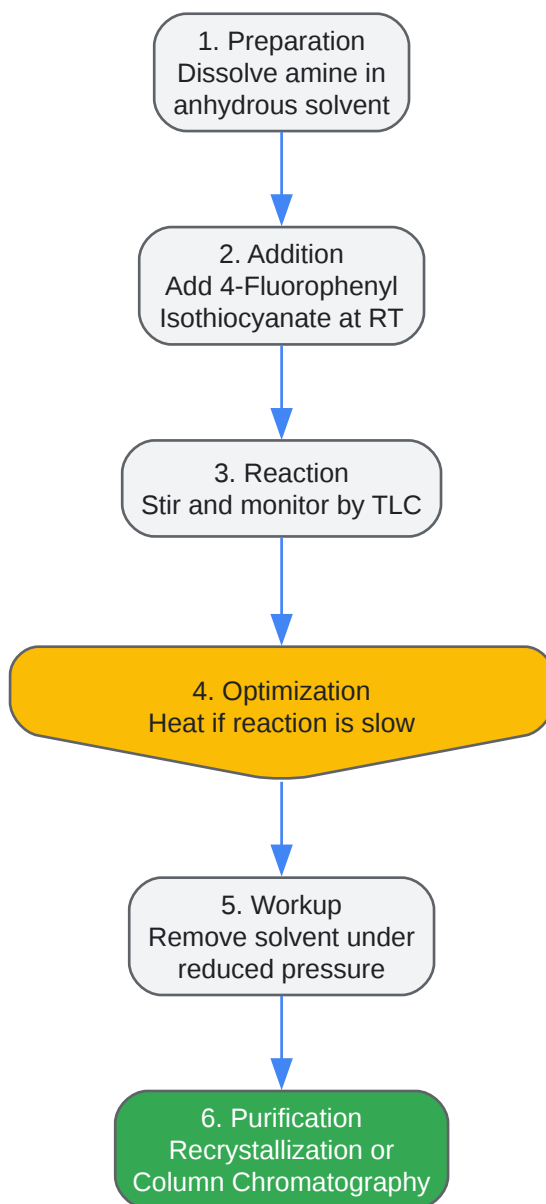 1. Preparation
Dissolve amine in
anhydrous solvent
2. Addition
Add 4-Fluorophenyl
Isothiocyanate at RT
3. Reaction
Stir and monitor by TLC
4. Optimization
Heat if reaction is slow
5. Workup
Remove solvent under
reduced pressure
6. Purification
Recrystallization or
Column Chromatography